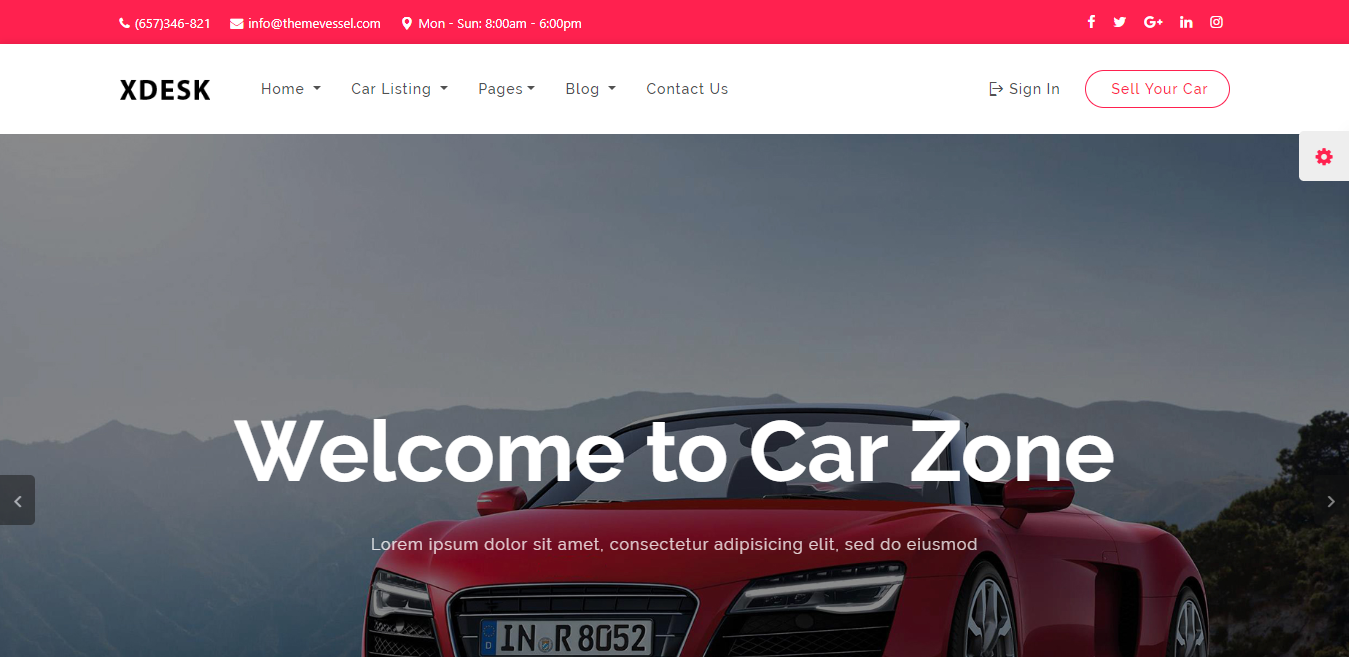 (657)346-821 info@themevessel.com Mon - Sun: 8:00am - 6:00pm
XDESK Home Car Listing Pages Blog Contact Us Sign In Sell Your Car
Welcome to Car Zone
Lorem ipsum dolor sit amet, consectetur adipisicing elit, sed do eiusmod
D IN R 8052